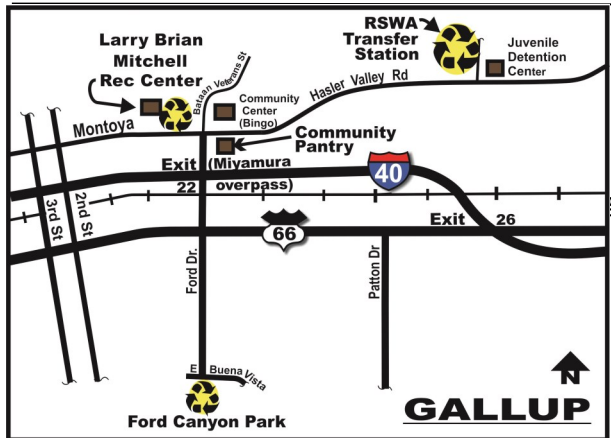 RSWA
Transfer
Station
Juvenile
Detention
Center
Larry Brian
Mitchell
Rec Center
Bataan Veterans St
Community
Center
(Bingo)
Hasler Valley Rd
Montoya
Community
Pantry
Exit (Miyamura
22 overpass)
40
3rd St
2nd St
66
Exit 26
Ford Dr.
Patton Dr
E Buena Vista
Ford Canyon Park
N
GALLUP